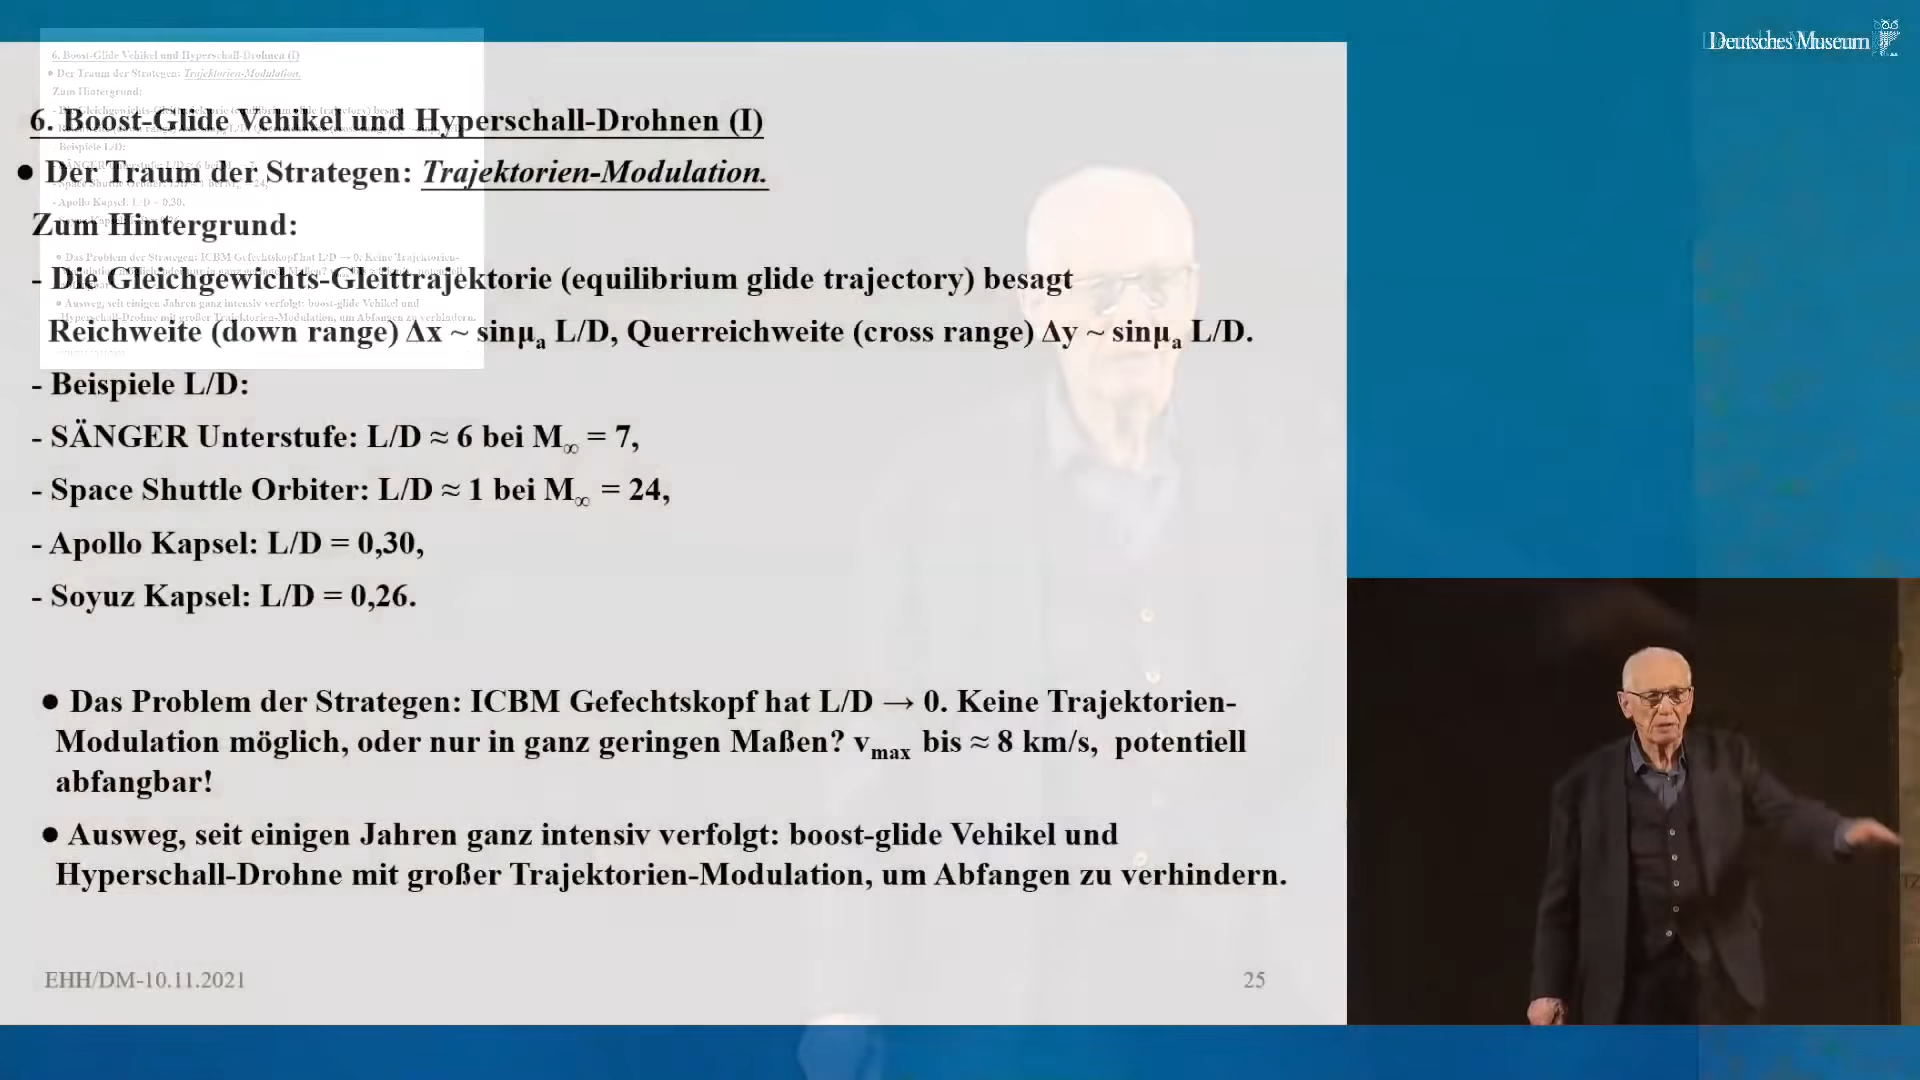 Deutsches Museum
6. Boost-Glide Vehikel und Hyperschall-Drohnen (I)
● Der Traum der Strategen: Trajektorien-Modulation.
Zum Hintergrund:
- Die Gleichgewichts-Gleittrajektorie (equilibrium glide trajectory) besagt
Reichweite (down range) Δx ~ sinμa L/D, Querreichweite (cross range) Δy ~ sinμa L/D.
- Beispiele L/D:
- SÄNGER Unterstufe: L/D ≈ 6 bei M∞ = 7,
- Space Shuttle Orbiter: L/D ≈ 1 bei M∞ = 24,
- Apollo Kapsel: L/D = 0,30,
- Soyuz Kapsel: L/D = 0,26.
● Das Problem der Strategen: ICBM Gefechtskopf hat L/D → 0. Keine Trajektorien-
Modulation möglich, oder nur in ganz geringen Maßen? vmax bis ≈ 8 km/s, potentiell
abfangbar!
● Ausweg, seit einigen Jahren ganz intensiv verfolgt: boost-glide Vehikel und
Hyperschall-Drohne mit großer Trajektorien-Modulation, um Abfangen zu verhindern.
EHH/DM-10.11.2021
25